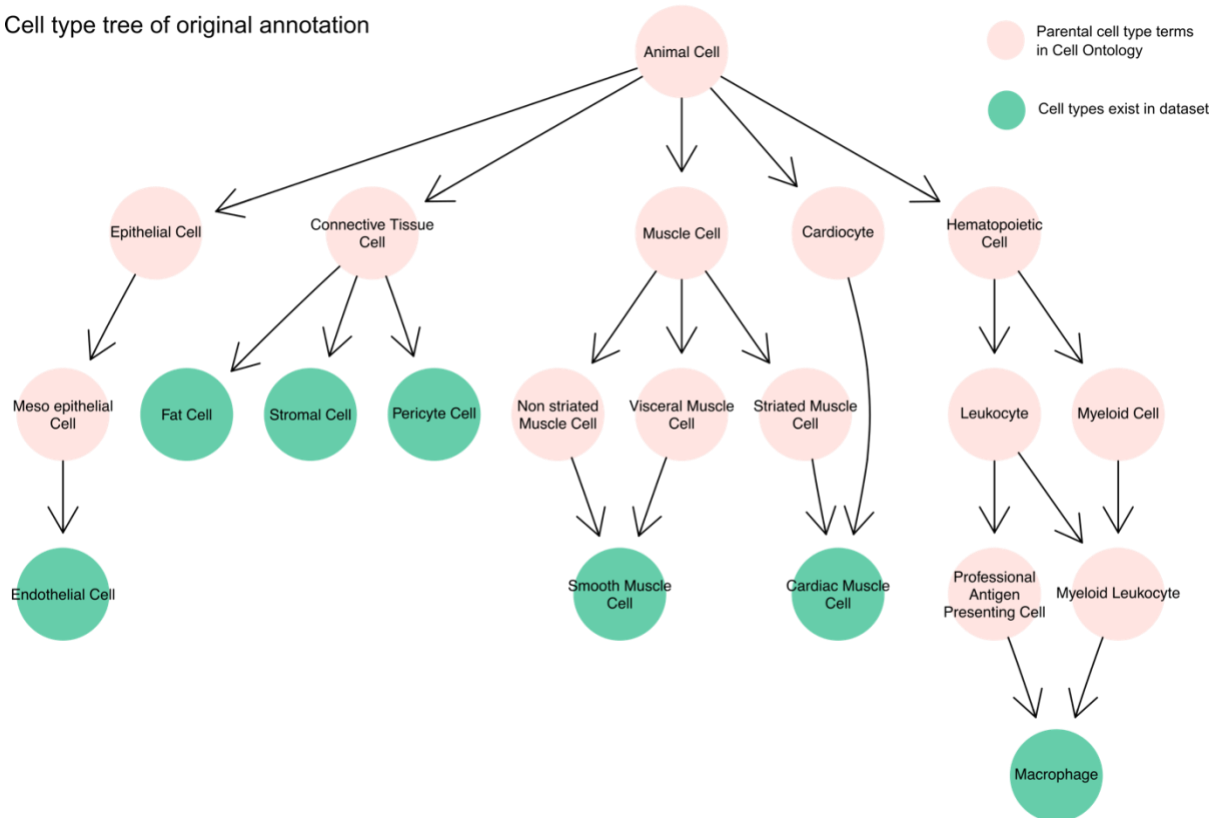 Cell type tree of original annotation
Parental cell type terms
in Cell Ontology
Cell types exist in dataset
Animal Cell
Epithelial Cell
Connective Tissue
Cell
Muscle Cell
Cardiocyte
Hematopoietic
Cell
Meso epithelial
Cell
Fat Cell
Stromal Cell
Pericyte Cell
Non striated
Muscle Cell
Visceral Muscle
Cell
Striated Muscle
Cell
Leukocyte
Myeloid Cell
Endothelial Cell
Smooth Muscle
Cell
Cardiac Muscle
Cell
Professional
Antigen
Presenting Cell
Myeloid Leukocyte
Macrophage